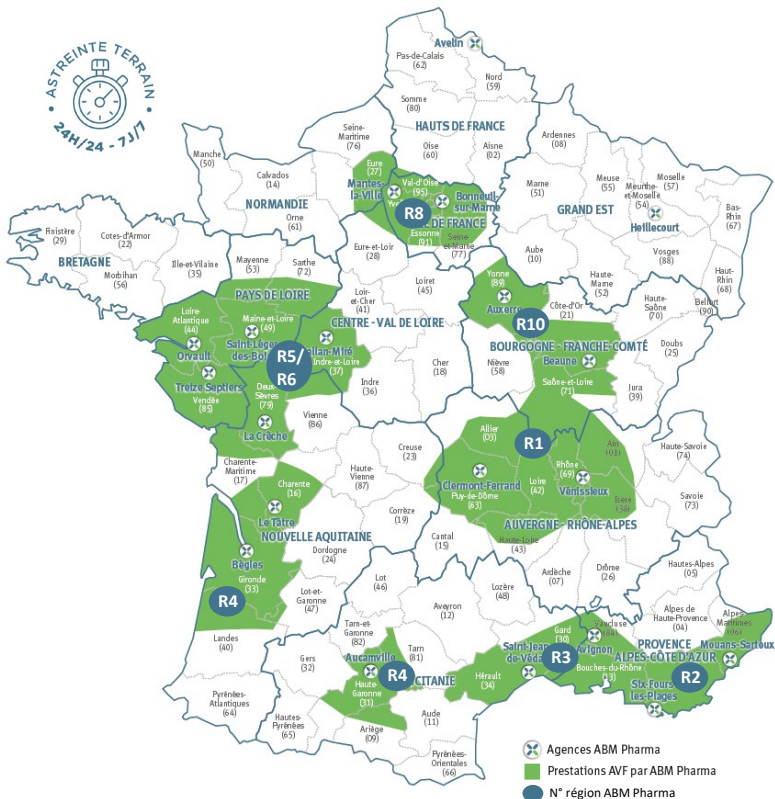 ASTREINTE TERRAIN
24H/24 - 7J/7
Avelin
Pas-de-Calais
(62)
Nord
(59)
Somme
(80)
HAUTS DE FRANCE
Seine-
Maritime
(76)
Oise
(60)
Aisne
(02)
Ardennes
(08)
Manche
(50)
Calvados
(14)
NORMANDIE
Orne
(61)
Eure
(27)
Mantes-
la-Ville
Val-d'Oise
(95)
Bonneuil-
sur-Marne
R8
DE FRANCE
Essonne
(91)
Seine-
et-Marne
(77)
Marne
(51)
Meuse
(55)
Meurthe-
et-Moselle
(54)
Moselle
(57)
Bas-
Rhin
(67)
GRAND EST
Heillecourt
Vosges
(88)
Haut-
Rhin
(68)
Aube
(10)
Haute-
Marne
(52)
Finistère
(29)
Cotes-d'Armor
(22)
BRETAGNE
Morbihan
(56)
Ille-et-Vilaine
(35)
Mayenne
(53)
Sarthe
(72)
Eure-et-Loir
(28)
Loir-
et-Cher
(41)
Loiret
(45)
Yonne
(89)
Auxerre
Côte-d'Or
(21)
Haute-
Saône
(70)
Belfort
(90)
R10
BOURGOGNE - FRANCHE-COMTÉ
Beaune
Doubs
(25)
Nièvre
(58)
Saône-et-Loire
(71)
Jura
(39)
PAYS DE LOIRE
Loire-
Atlantique
(44)
Maine-et-Loire
(49)
Saint-Léger-
des-Bois
Orvault
CENTRE - VAL DE LOIRE
Ballan-Miré
Indre-et-Loire
(37)
R5/
R6
Cher
(18)
Indre
(36)
Treize Septiers
Vendée
(85)
Deux-
Sèvres
(79)
La Crêche
Vienne
(86)
Allier
(03)
R1
Ain
(01)
Haute-Savoie
(74)
Clermont-Ferrand
Puy-de-Dôme
(63)
Loire
(42)
Rhône
(69)
Vénissieux
Isère
(38)
Savoie
(73)
AUVERGNE - RHÔNE-ALPES
Haute-Loire
(43)
Cantal
(15)
Ardèche
(07)
Drôme
(26)
Charente-
Maritime
(17)
Charente
(16)
Le Tâtre
Creuse
(23)
Haute-
Vienne
(87)
Corrèze
(19)
NOUVELLE AQUITAINE
Dordogne
(24)
Bègles
Gironde
(33)
R4
Lot-et-
Garonne
(47)
Landes
(40)
Lot
(46)
Aveyron
(12)
Lozère
(48)
Hautes-Alpes
(05)
Alpes de
Haute-Provence
(04)
Alpes-
Maritimes
(06)
Tarn-et
Garonne
(82)
Aucamville
Tarn
(81)
Haute
Garonne
(31)
R4
CITANIE
Gers
(32)
Pyrénées-
Atlantiques
(64)
Hautes-
Pyrénées
(65)
Ariège
(09)
Aude
(11)
Pyrénées-
Orientales
(66)
Gard
(30)
Saint-Jean-
de-Védas
Hérault
(34)
R3
Vaucluse
(84)
Avignon
Bouches-du-Rhône
(13)
PROVENCE
ALPES-CÔTE D'AZUR
Mouans-Sartoux
R2
Six-Fours
les-Plages
Agences ABM Pharma
Prestations AVF par ABM Pharma
N° région ABM Pharma